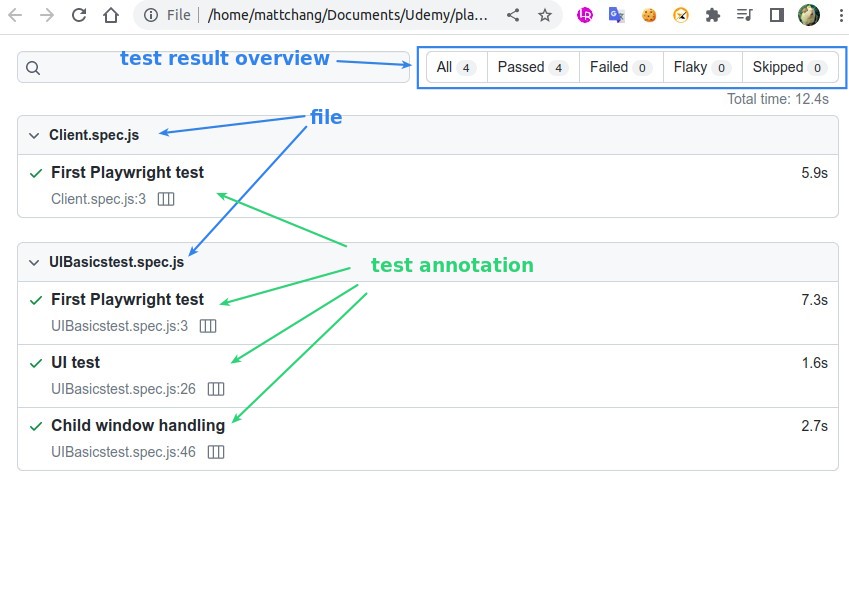 File | /home/mattchang/Documents/Udemy/pla...
test result overview
All 4 Passed 4 Failed 0 Flaky 0 Skipped 0
Total time: 12.4s
file
Client.spec.js
First Playwright test 5.9s
Client.spec.js:3
UIBasicstest.spec.js
test annotation
First Playwright test 7.3s
UIBasicstest.spec.js:3
UI test 1.6s
UIBasicstest.spec.js:26
Child window handling 2.7s
UIBasicstest.spec.js:46